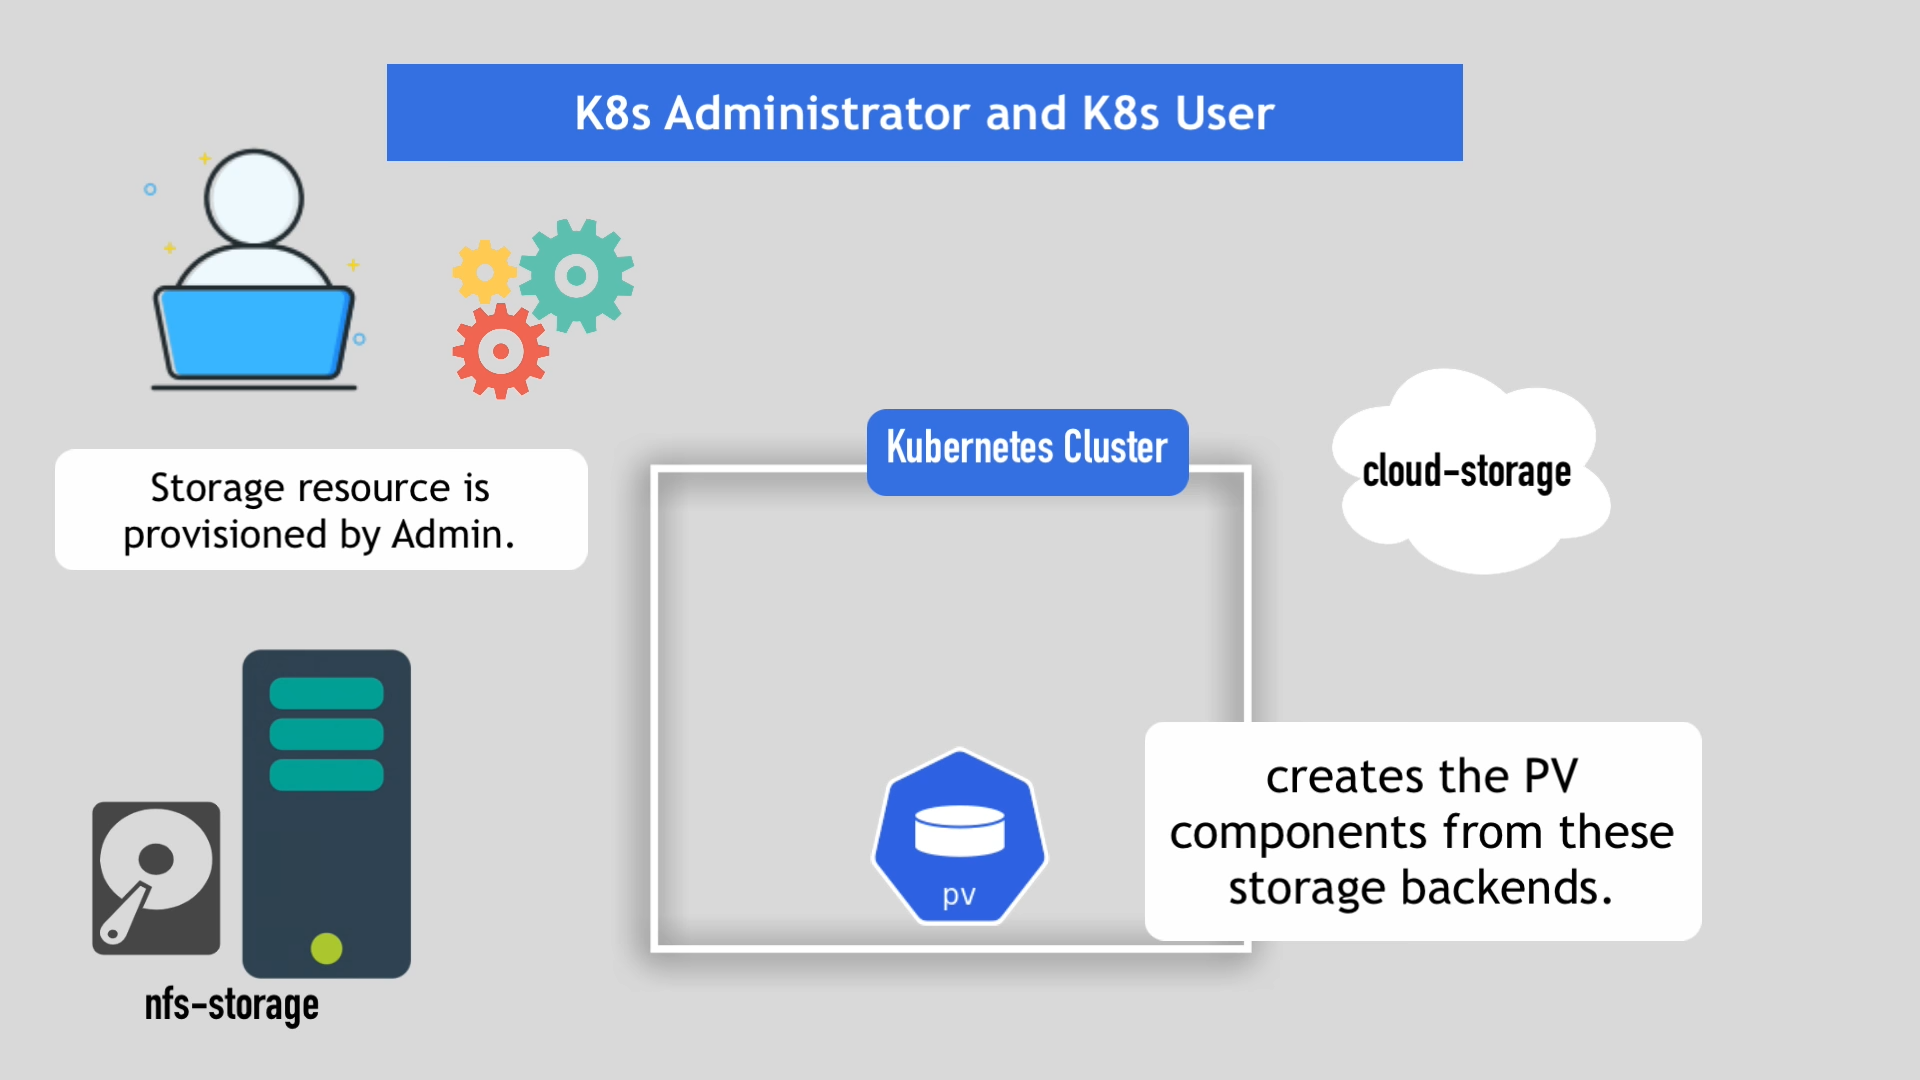 K8s Administrator and K8s User
Storage resource is
provisioned by Admin.
Kubernetes Cluster
cloud-storage
creates the PV
components from these
storage backends.
pv
nfs-storage